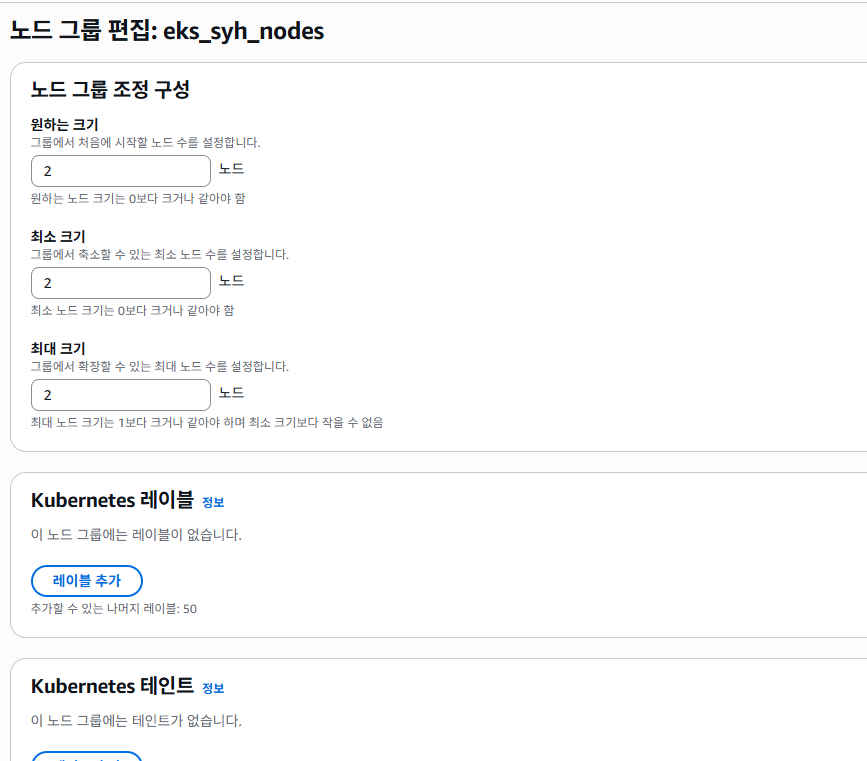 노드 그룹 편집: eks_syh_nodes
노드 그룹 조정 구성
원하는 크기
그룹에서 처음에 시작할 노드 수를 설정합니다.
2 노드
원하는 노드 크기는 0보다 크거나 같아야 함
최소 크기
그룹에서 축소할 수 있는 최소 노드 수를 설정합니다.
2 노드
최소 노드 크기는 0보다 크거나 같아야 함
최대 크기
그룹에서 확장할 수 있는 최대 노드 수를 설정합니다.
2 노드
최대 노드 크기는 1보다 크거나 같아야 하며 최소 크기보다 작을 수 없음
Kubernetes 레이블 정보
이 노드 그룹에는 레이블이 없습니다.
레이블 추가
추가할 수 있는 나머지 레이블: 50
Kubernetes 테인트 정보
이 노드 그룹에는 테인트가 없습니다.